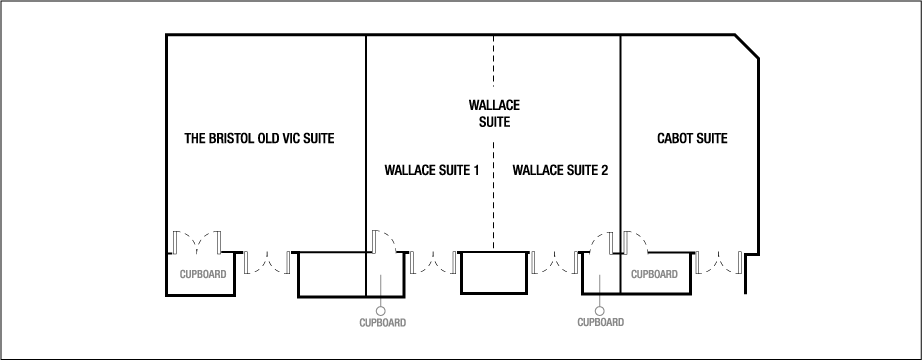 WALLACE
SUITE
THE BRISTOL OLD VIC SUITE
CABOT SUITE
WALLACE SUITE 1
WALLACE SUITE 2
CUPBOARD
CUPBOARD
CUPBOARD
CUPBOARD